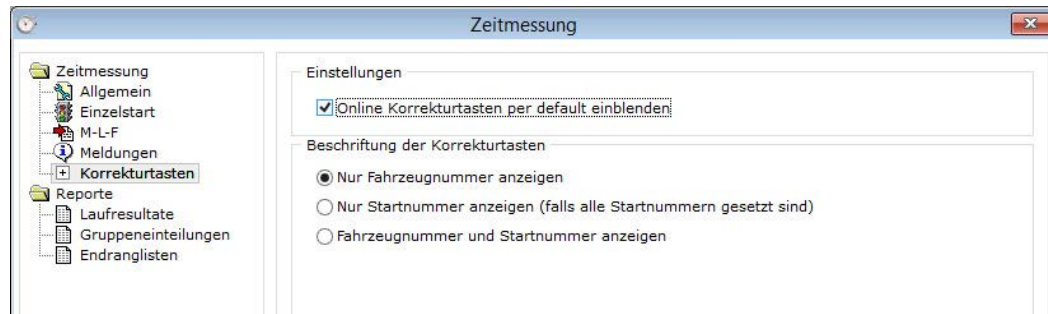 Zeitmessung
Zeitmessung
Allgemein
Einzelstart
M-L-F
Meldungen
Korrekturtasten
Reporte
Laufresultate
Gruppeneinteilungen
Endranglisten
Einstellungen
Online Korrekturtasten per default einblenden
Beschriftung der Korrekturtasten
Nur Fahrzeugnummer anzeigen
Nur Startnummer anzeigen (falls alle Startnummern gesetzt sind)
Fahrzeugnummer und Startnummer anzeigen